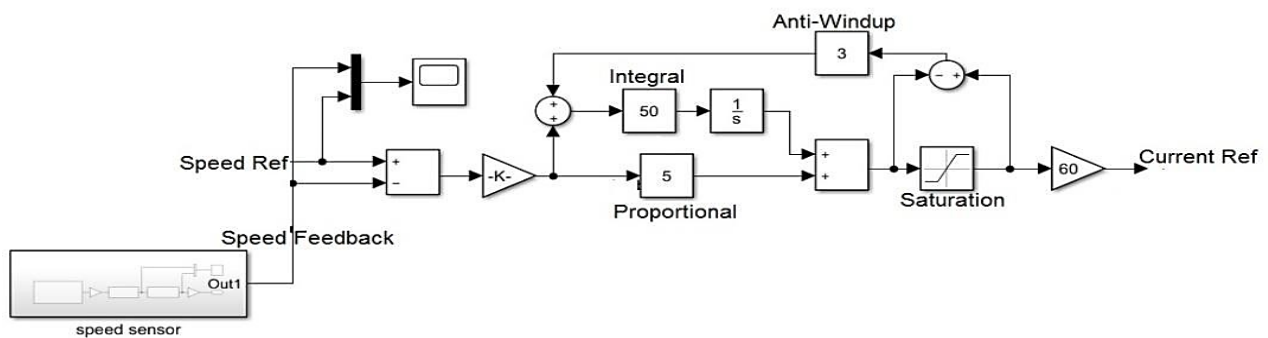 Anti-Windup
3
− +
Integral
+
+
50
1
s
Speed Ref
+
−
-K-
5
+
+
60
Current Ref
Saturation
Proportional
Speed Feedback
Out1
speed sensor